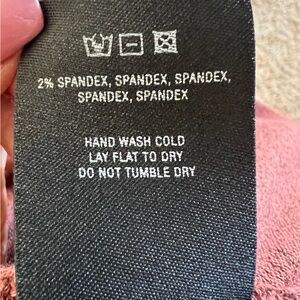 2% SPANDEX, SPANDEX, SPANDEX,
SPANDEX, SPANDEX
HAND WASH COLD
LAY FLAT TO DRY
DO NOT TUMBLE DRY